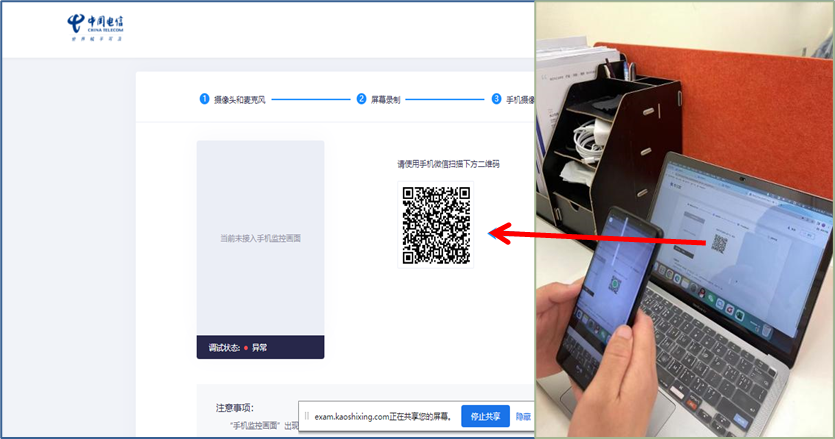 中国电信
CHINA TELECOM
世界触手可及
1 摄像头和麦克风
2 屏幕录制
3 手机摄像
请使用手机微信扫描下方二维码
当前未接入手机监控画面
调试状态: 异常
注意事项:
"手机监控画面" 出现
exam.kaoshixing.com正在共享您的屏幕。
停止共享
隐藏